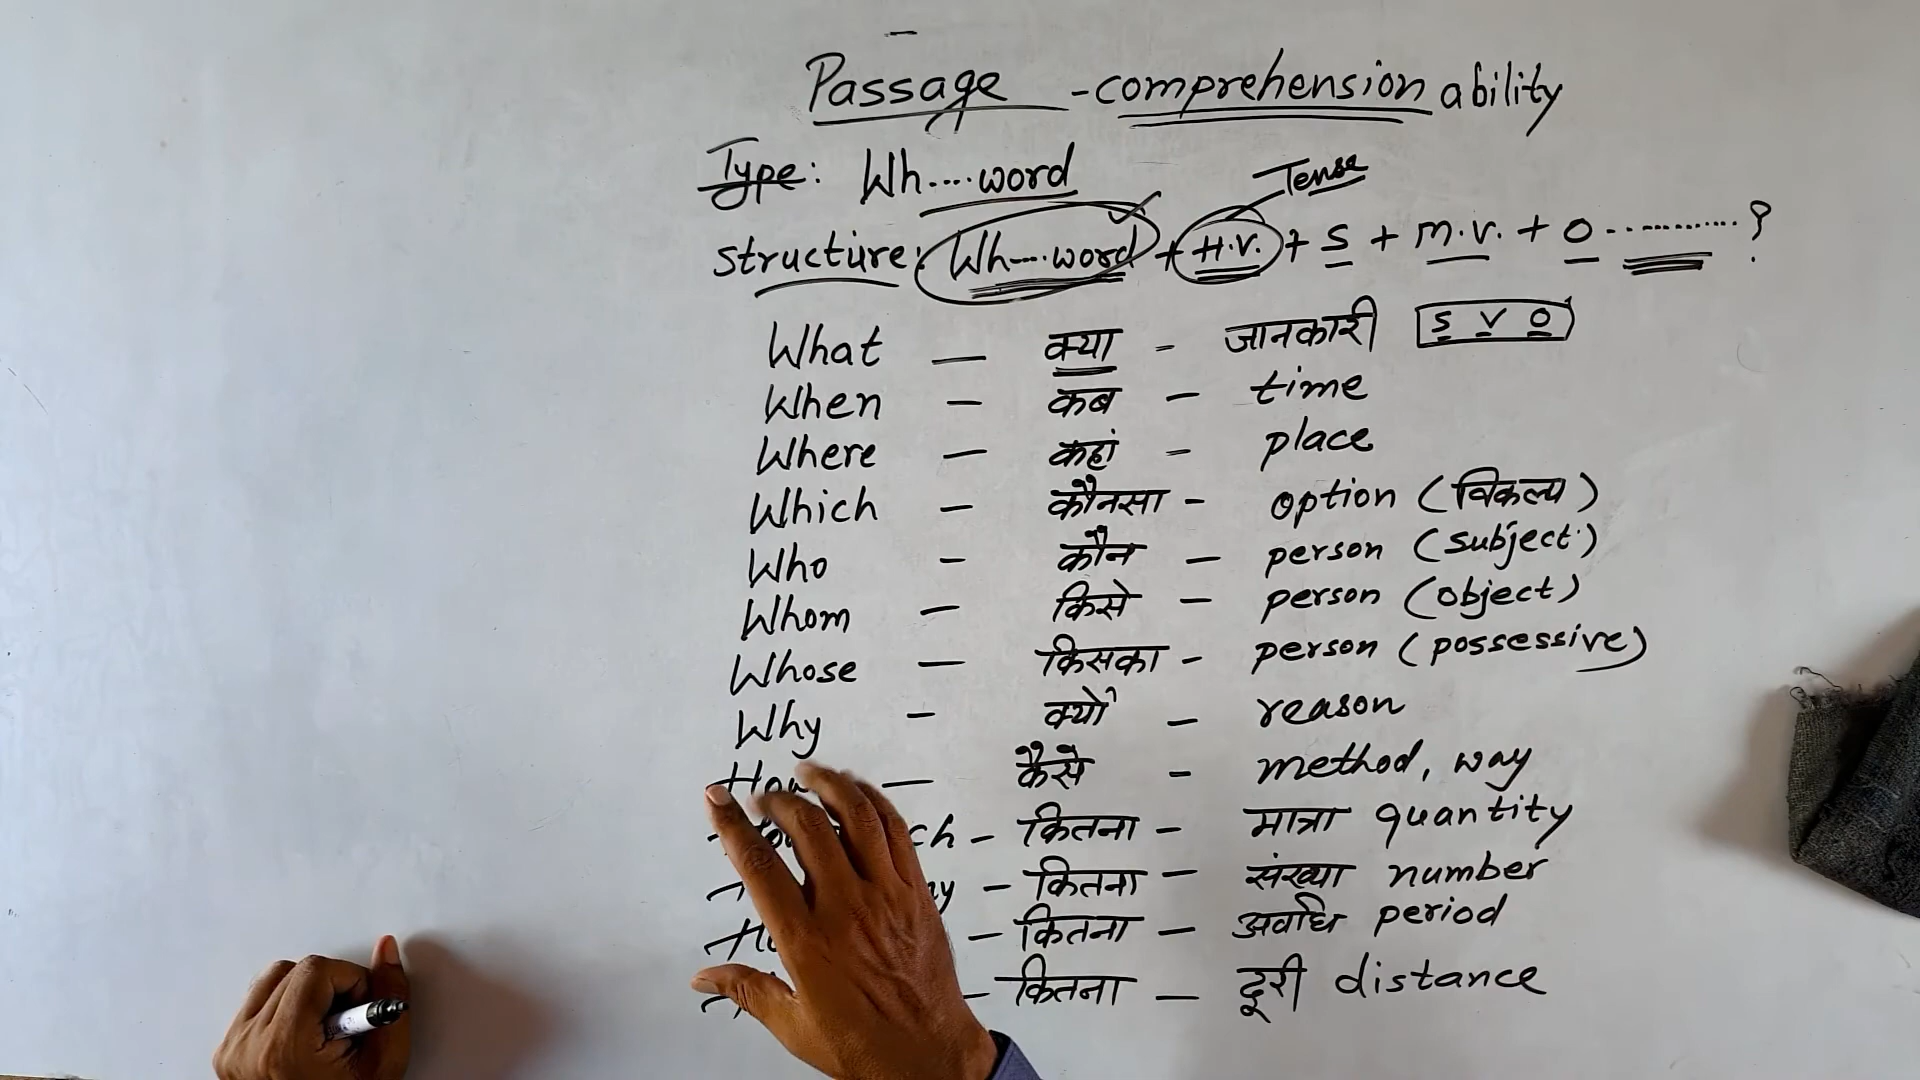 Passage - comprehension ability
Type: Wh....word
Tense
Structure: Wh....word + H.V. + S + M.V. + O ............?
What — क्या - जानकारी S V O
When — कब - time
Where — कहां - place
Which — कौनसा - option (विकल्प)
Who — कौन — person (subject)
Whom — किसे — person (object)
Whose — किसका - person (possessive)
Why — क्यों — reason
How — कैसे - method, way
- कितना - मात्रा quantity
- कितना - संख्या number
- कितना - अवधि period
- कितना - दूरी distance